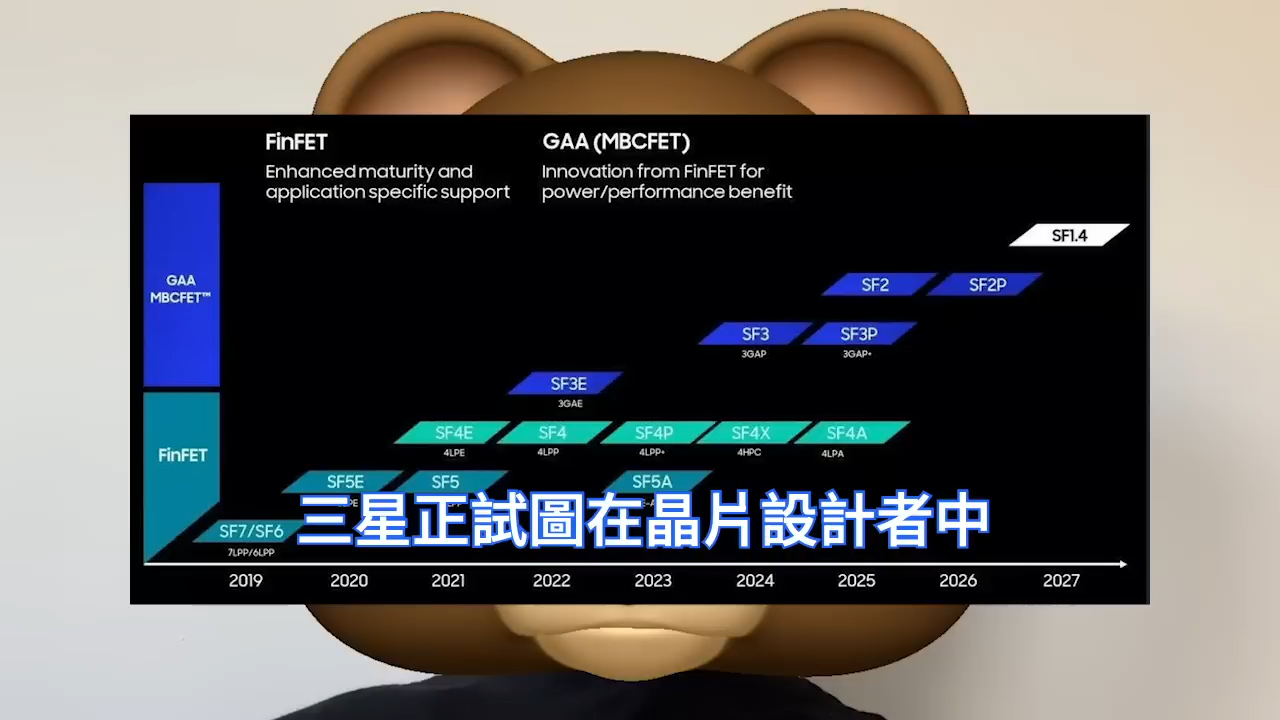 FinFET
Enhanced maturity and
application specific support
GAA (MBCFET)
Innovation from FinFET for
power/performance benefit
GAA
MBCFET™
FinFET
SF1.4
SF2
SF2P
SF3
3GAP
SF3P
3GAP+
SF3E
3GAE
SF4E
4LPE
SF4
4LPP
SF4P
4LPP+
SF4X
4HPC
SF4A
4LPA
SF5E
SF5
SF5A
SF7/SF6
7LPP/6LPP
三星正試圖在晶片設計者中
2019
2020
2021
2022
2023
2024
2025
2026
2027